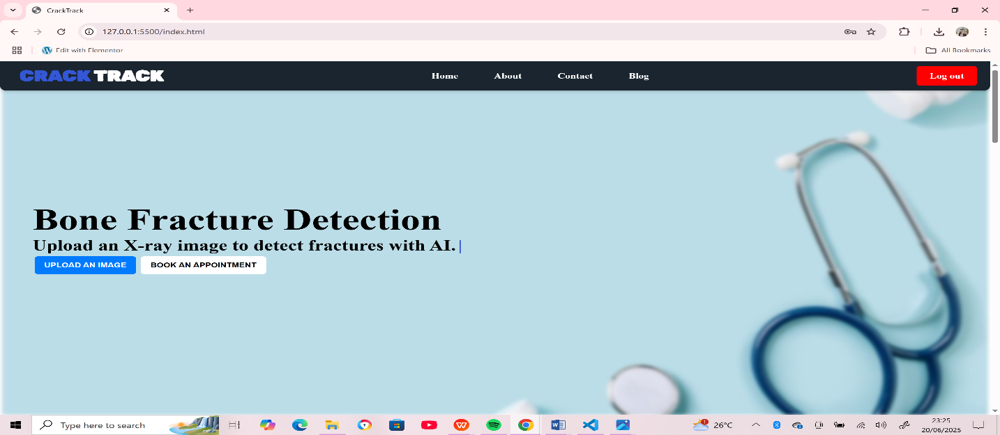 CrackTrack
127.0.0.1:5500/index.html
Edit with Elementor
All Bookmarks
CRACK TRACK
Home About Contact Blog
Log out
Bone Fracture Detection
Upload an X-ray image to detect fractures with AI.
UPLOAD AN IMAGE BOOK AN APPOINTMENT
Type here to search
1
26°C
23:25
20/06/2025